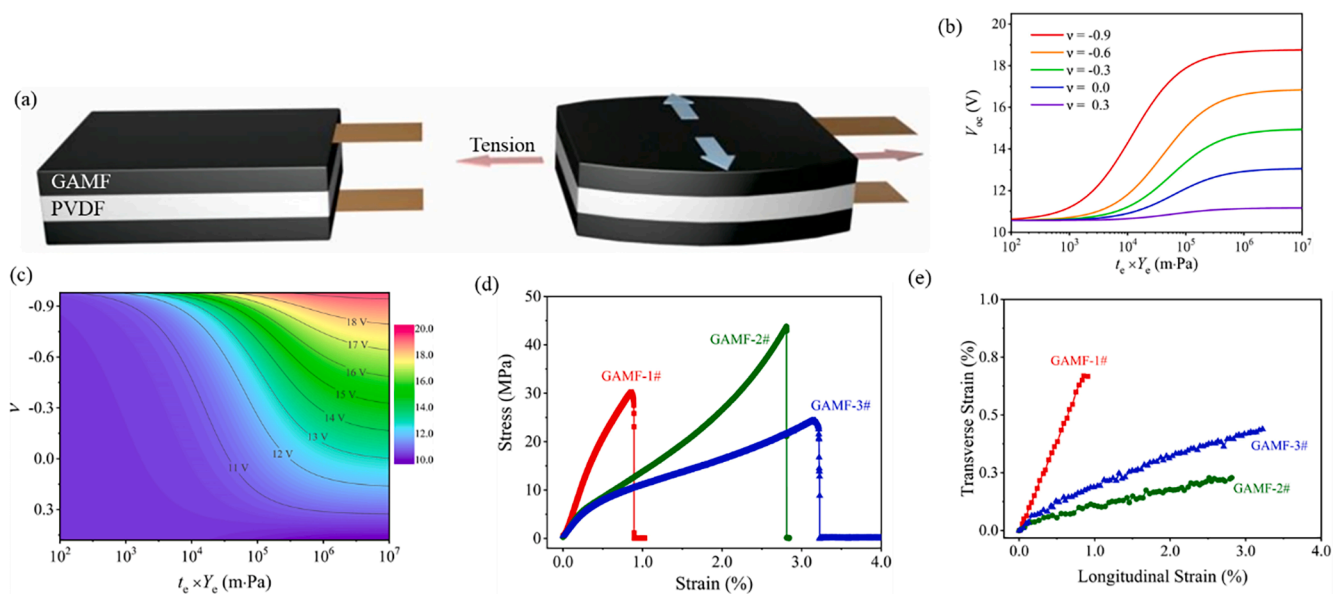 (a)
GAMF
PVDF
Tension
(b)
20
18
16
14
12
10
V_oc (V)
ν = -0.9
ν = -0.6
ν = -0.3
ν = 0.0
ν = 0.3
10² 10³ 10⁴ 10⁵ 10⁶ 10⁷
t_e × Y_e (m·Pa)
(c)
-0.9
-0.6
-0.3
0.0
0.3
ν
18 V
17 V
16 V
15 V
14 V
13 V
12 V
11 V
20.0
18.0
16.0
14.0
12.0
10.0
10² 10³ 10⁴ 10⁵ 10⁶ 10⁷
t_e × Y_e (m·Pa)
(d)
50
40
30
20
10
0
Stress (MPa)
GAMF-1#
GAMF-2#
GAMF-3#
0.0 1.0 2.0 3.0 4.0
Strain (%)
(e)
1.0
0.8
0.5
0.3
0.0
Transverse Strain (%)
GAMF-1#
GAMF-3#
GAMF-2#
0.0 1.0 2.0 3.0 4.0
Longitudinal Strain (%)